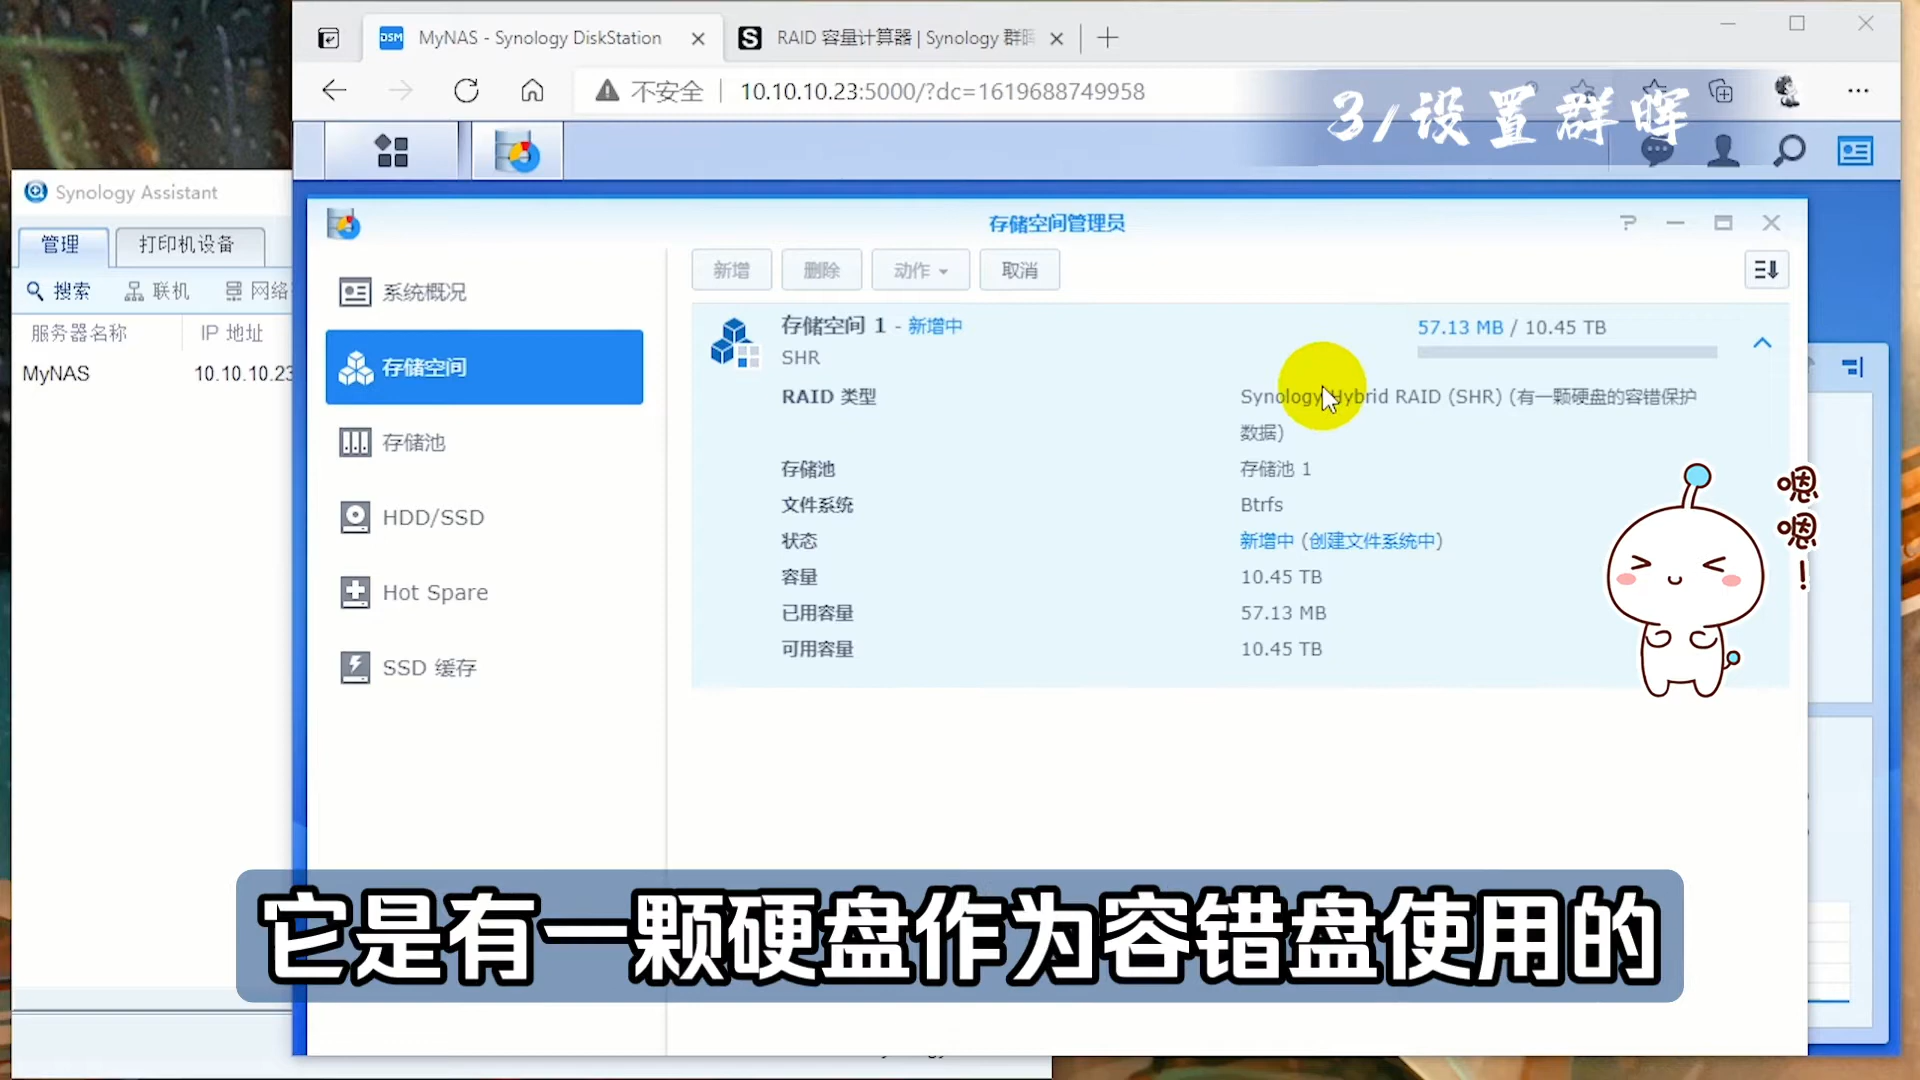 MyNAS - Synology DiskStation
RAID 容量计算器 | Synology 群晖
不安全 | 10.10.10.23:5000/?dc=1619688749958
3/设置群晖
Synology Assistant
管理
打印机设备
搜索
联机
网络
服务器名称
IP 地址
MyNAS
10.10.10.23
存储空间管理员
系统概况
存储空间
存储池
HDD/SSD
Hot Spare
SSD 缓存
新增
删除
动作
取消
存储空间 1 - 新增中
57.13 MB / 10.45 TB
SHR
RAID 类型
Synology Hybrid RAID (SHR) (有一颗硬盘的容错保护
数据)
存储池
存储池 1
文件系统
Btrfs
状态
新增中 (创建文件系统中)
容量
10.45 TB
已用容量
57.13 MB
可用容量
10.45 TB
嗯嗯！
它是有一颗硬盘作为容错盘使用的